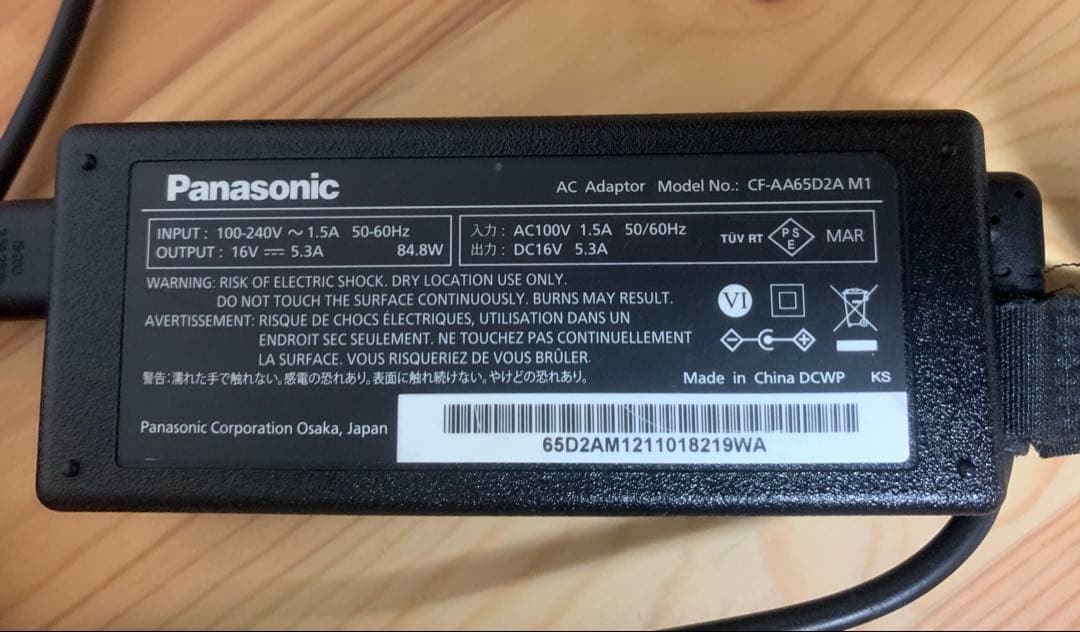 Panasonic
AC Adaptor Model No.: CF-AA65D2A M1
INPUT : 100-240V ～ 1.5A 50-60Hz
OUTPUT : 16V ⎓ 5.3A 84.8W
入力 : AC100V 1.5A 50/60Hz
出力 : DC16V 5.3A
TÜV RT
PS
E
MAR
WARNING: RISK OF ELECTRIC SHOCK. DRY LOCATION USE ONLY.
DO NOT TOUCH THE SURFACE CONTINUOUSLY. BURNS MAY RESULT.
AVERTISSEMENT: RISQUE DE CHOCS ÉLECTRIQUES, UTILISATION DANS UN
ENDROIT SEC SEULEMENT. NE TOUCHEZ PAS CONTINUELLEMENT
LA SURFACE. VOUS RISQUERIEZ DE VOUS BRÛLER.
VI
警告:濡れた手で触れない。感電の恐れあり。表面に触れ続けない。やけどの恐れあり。
Made in China DCWP KS
Panasonic Corporation Osaka, Japan
65D2AM1211018219WA